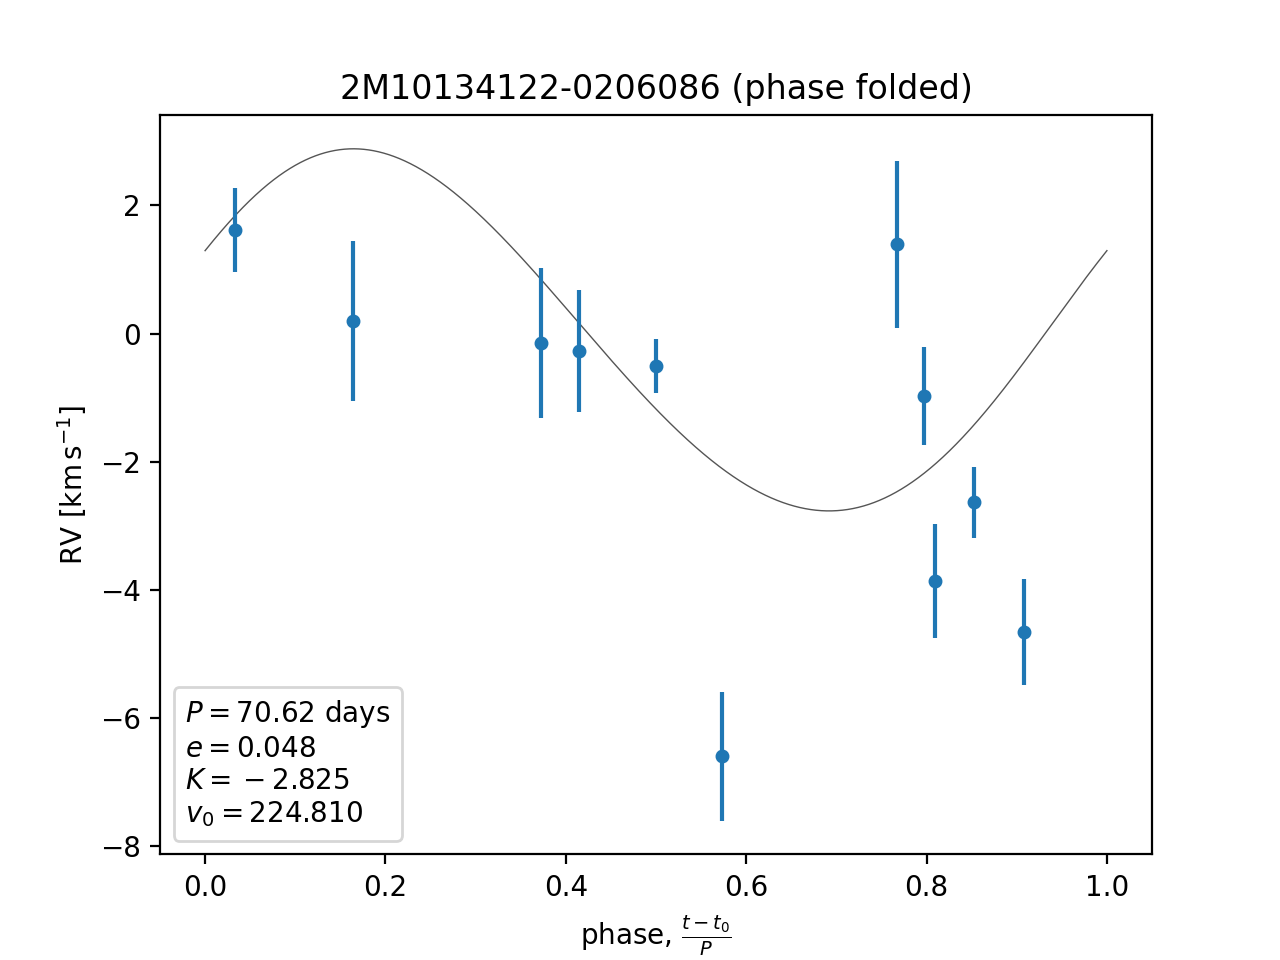 2M10134122-0206086 (phase folded)
RV [km s⁻¹]
2
0
−2
−4
−6
−8
P = 70.62 days
e = 0.048
K = −2.825
v₀ = 224.810
0.0 0.2 0.4 0.6 0.8 1.0
phase, (t − t₀)/P